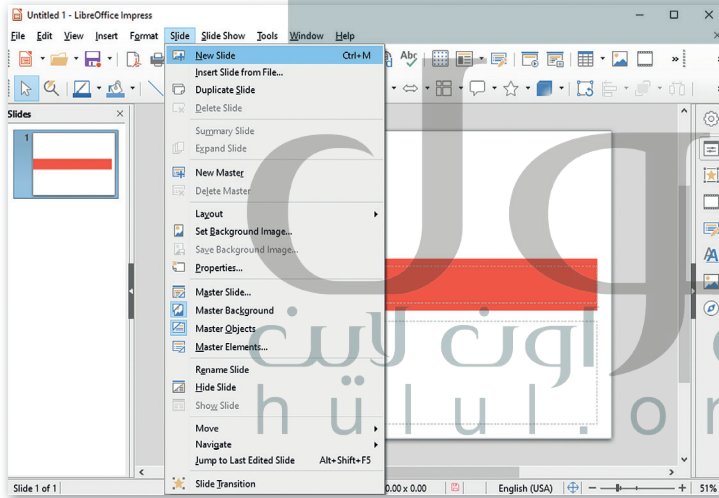 Untitled 1 - LibreOffice Impress
File Edit View Insert Format Slide Slide Show Tools Window Help
Slides
1
New Slide Ctrl+M
Insert Slide from File...
Duplicate Slide
Delete Slide
Summary Slide
Expand Slide
New Master
Delete Master
Layout
Set Background Image...
Save Background Image...
Properties...
Master Slide...
Master Background
Master Objects
Master Elements...
Rename Slide
Hide Slide
Show Slide
Move
Navigate
Jump to Last Edited Slide Alt+Shift+F5
Slide Transition
Slide 1 of 1
0.00 x 0.00
English (USA)
51%
اون لاين
hülul.or